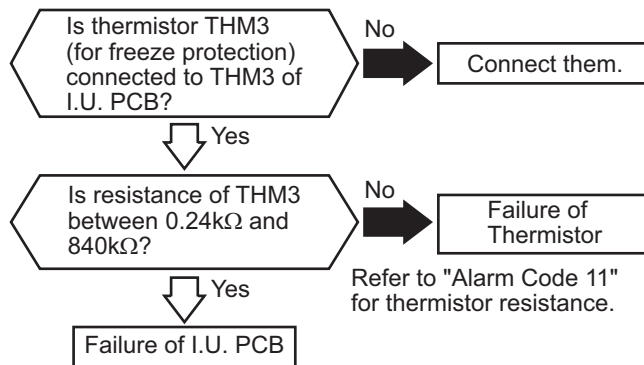 Is thermistor THM3
(for freeze protection)
connected to THM3 of
I.U. PCB?
No
Connect them.
Yes
Is resistance of THM3
between 0.24kΩ and
840kΩ?
No
Failure of
Thermistor
Refer to "Alarm Code 11"
for thermistor resistance.
Yes
Failure of I.U. PCB